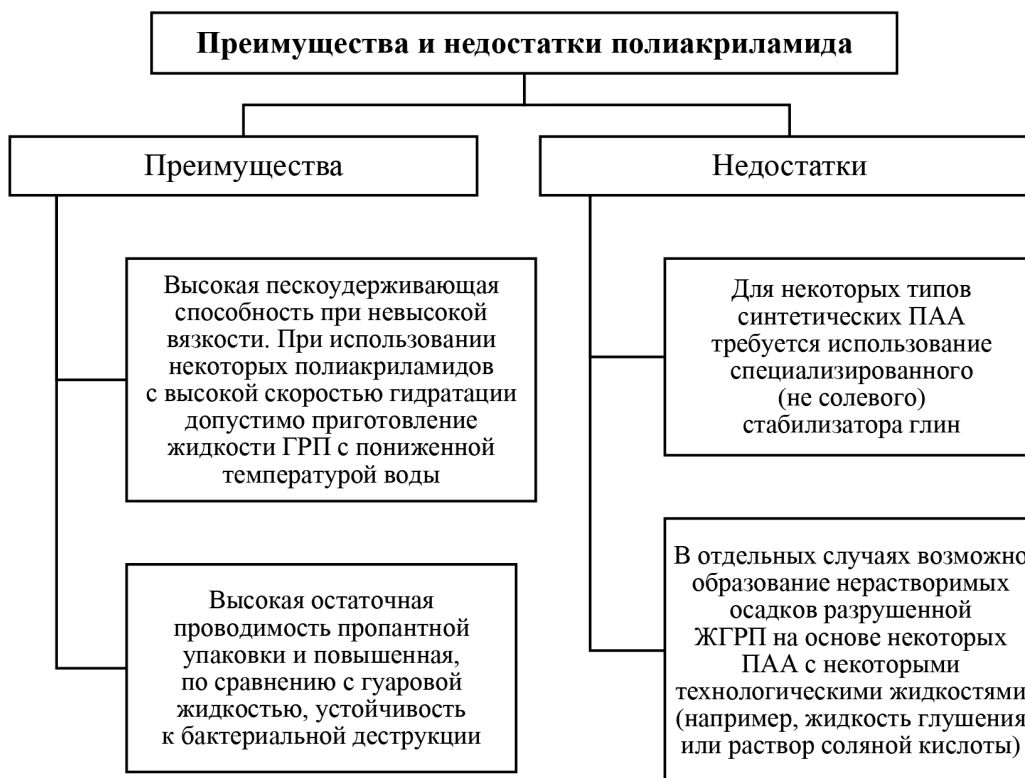 Преимущества и недостатки полиакриламида
Преимущества
Недостатки
Высокая пескоудерживающая
способность при невысокой
вязкости. При использовании
некоторых полиакриламидов
с высокой скоростью гидратации
допустимо приготовление
жидкости ГРП с пониженной
температурой воды
Высокая остаточная
проводимость пропантной
упаковки и повышенная,
по сравнению с гуаровой
жидкостью, устойчивость
к бактериальной деструкции
Для некоторых типов
синтетических ПАА
требуется использование
специализированного
(не солевого)
стабилизатора глин
В отдельных случаях возможно
образование нерастворимых
осадков разрушенной
ЖГРП на основе некоторых
ПАА с некоторыми
технологическими жидкостями
(например, жидкость глушения
или раствор соляной кислоты)